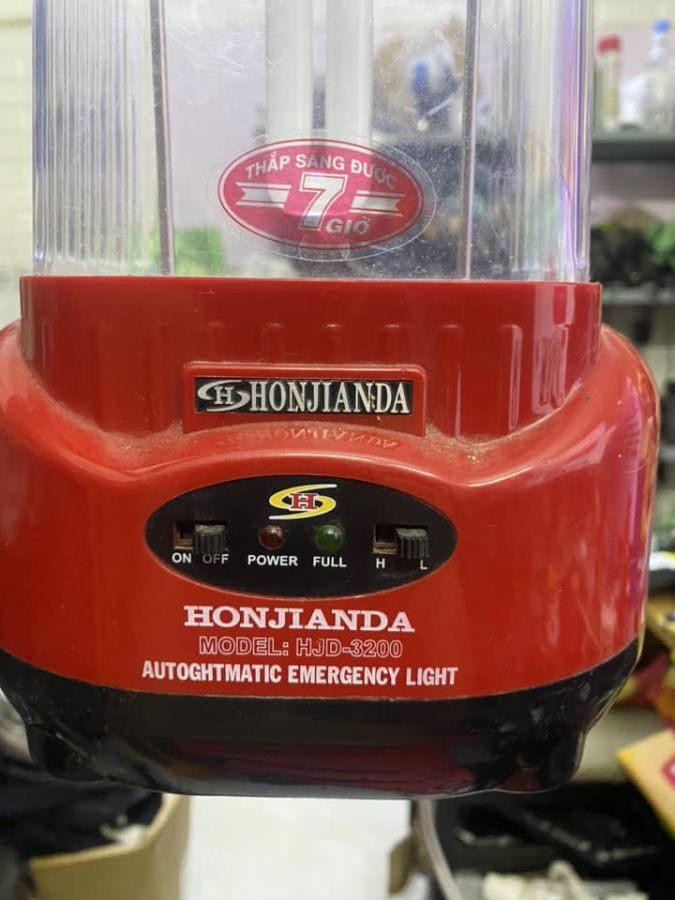 THẮP SÁNG ĐƯỢC
7
GIỜ
H HONJIANDA
H
ON OFF POWER FULL H L
HONJIANDA
MODEL: HJD-3200
AUTOGHTMATIC EMERGENCY LIGHT